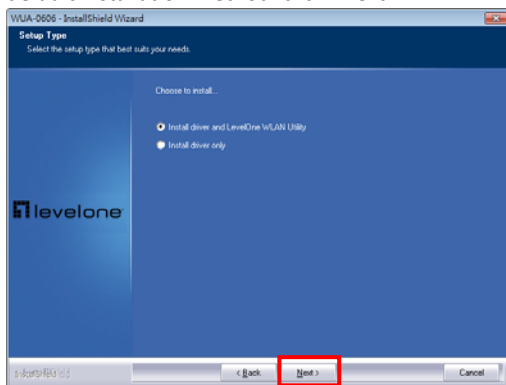 WUA-0606 - InstallShield Wizard
Setup Type
Select the setup type that best suits your needs.
Choose to install...
Install driver and LevelOne WLAN Utility
Install driver only
levelone
InstallShield
< Back
Next >
Cancel